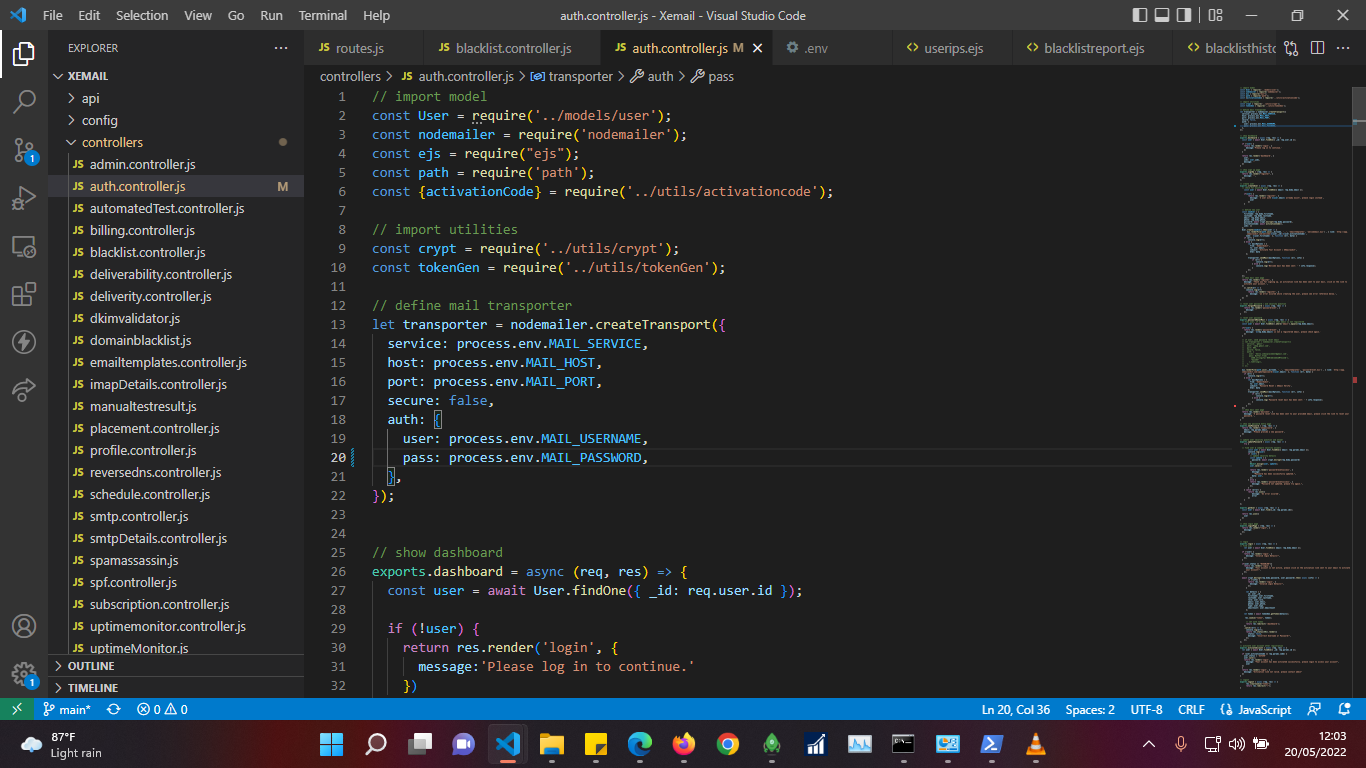 File Edit Selection View Go Run Terminal Help
auth.controller.js - Xemail - Visual Studio Code
EXPLORER
XEMAIL
api
config
controllers
JS admin.controller.js
JS auth.controller.js M
JS automatedTest.controller.js
JS billing.controller.js
JS blacklist.controller.js
JS deliverability.controller.js
JS deliverity.controller.js
JS dkimvalidator.js
JS domainblacklist.js
JS emailtemplates.controller.js
JS imapDetails.controller.js
JS manualtestresult.js
JS placement.controller.js
JS profile.controller.js
JS reversedns.controller.js
JS schedule.controller.js
JS smtp.controller.js
JS smtpDetails.controller.js
JS spamassassin.js
JS spf.controller.js
JS subscription.controller.js
JS uptimemonitor.controller.js
JS uptimeMonitor.js
OUTLINE
TIMELINE
1
1
JS routes.js
JS blacklist.controller.js
JS auth.controller.js M
.env
<> userips.ejs
<> blacklistreport.ejs
<> blacklisthisto
controllers > JS auth.controller.js > transporter > auth > pass
1 // import model
2 const User = require('../models/user');
3 const nodemailer = require('nodemailer');
4 const ejs = require("ejs");
5 const path = require('path');
6 const {activationCode} = require('../utils/activationcode');
7
8 // import utilities
9 const crypt = require('../utils/crypt');
10 const tokenGen = require('../utils/tokenGen');
11
12 // define mail transporter
13 let transporter = nodemailer.createTransport({
14 service: process.env.MAIL_SERVICE,
15 host: process.env.MAIL_HOST,
16 port: process.env.MAIL_PORT,
17 secure: false,
18 auth: {
19 user: process.env.MAIL_USERNAME,
20 pass: process.env.MAIL_PASSWORD,
21 },
22 });
23
24
25 // show dashboard
26 exports.dashboard = async (req, res) => {
27 const user = await User.findOne({ _id: req.user.id });
28
29 if (!user) {
30 return res.render('login', {
31 message:'Please log in to continue.'
32 })
main* 0 0
Ln 20, Col 36 Spaces: 2 UTF-8 CRLF JavaScript
87°F
Light rain
12:03
20/05/2022